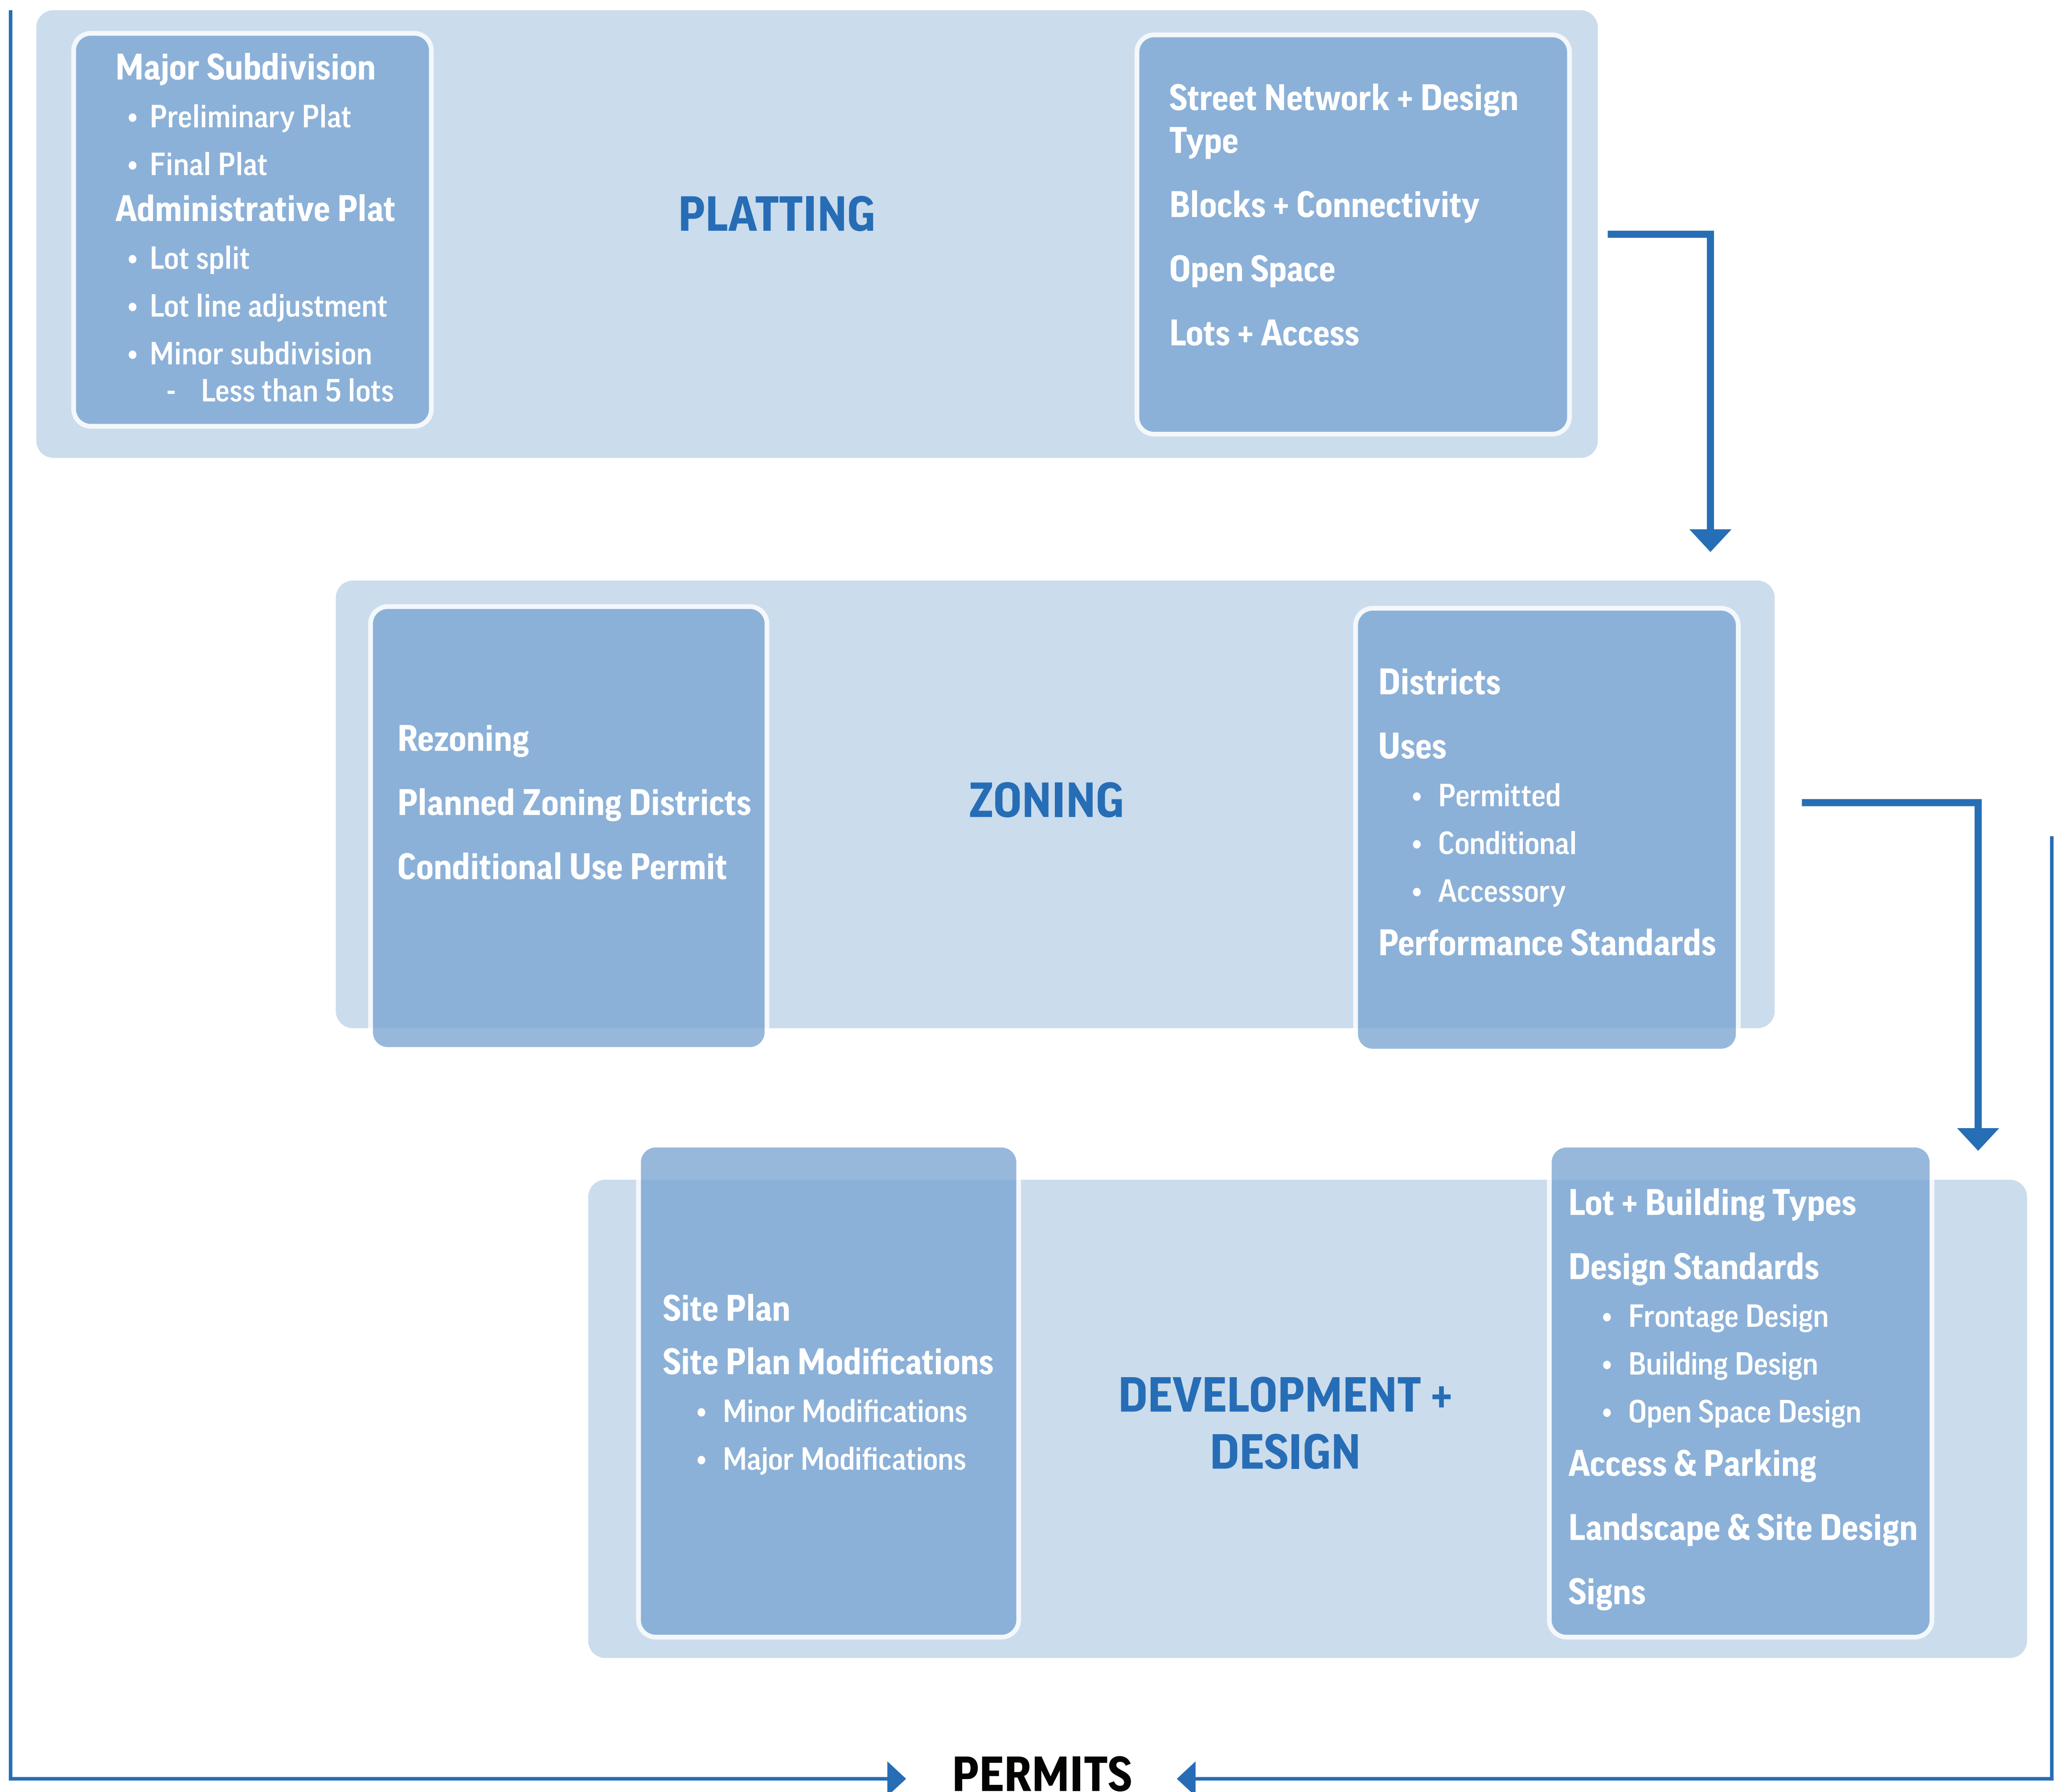 Major Subdivision
• Preliminary Plat
• Final Plat
Administrative Plat
• Lot split
• Lot line adjustment
• Minor subdivision
- Less than 5 lots
PLATTING
Street Network + Design
Type
Blocks + Connectivity
Open Space
Lots + Access
Rezoning
Planned Zoning Districts
Conditional Use Permit
ZONING
Districts
Uses
• Permitted
• Conditional
• Accessory
Performance Standards
Site Plan
Site Plan Modifications
• Minor Modifications
• Major Modifications
DEVELOPMENT +
DESIGN
Lot + Building Types
Design Standards
• Frontage Design
• Building Design
• Open Space Design
Access & Parking
Landscape & Site Design
Signs
PERMITS